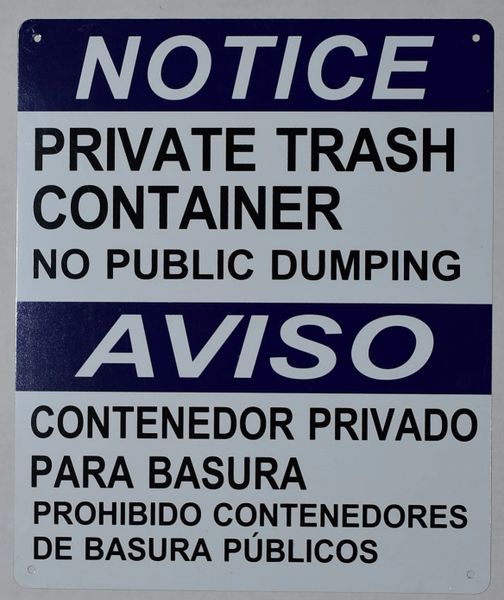 NOTICE
PRIVATE TRASH
CONTAINER
NO PUBLIC DUMPING
AVISO
CONTENEDOR PRIVADO
PARA BASURA
PROHIBIDO CONTENEDORES
DE BASURA PÚBLICOS